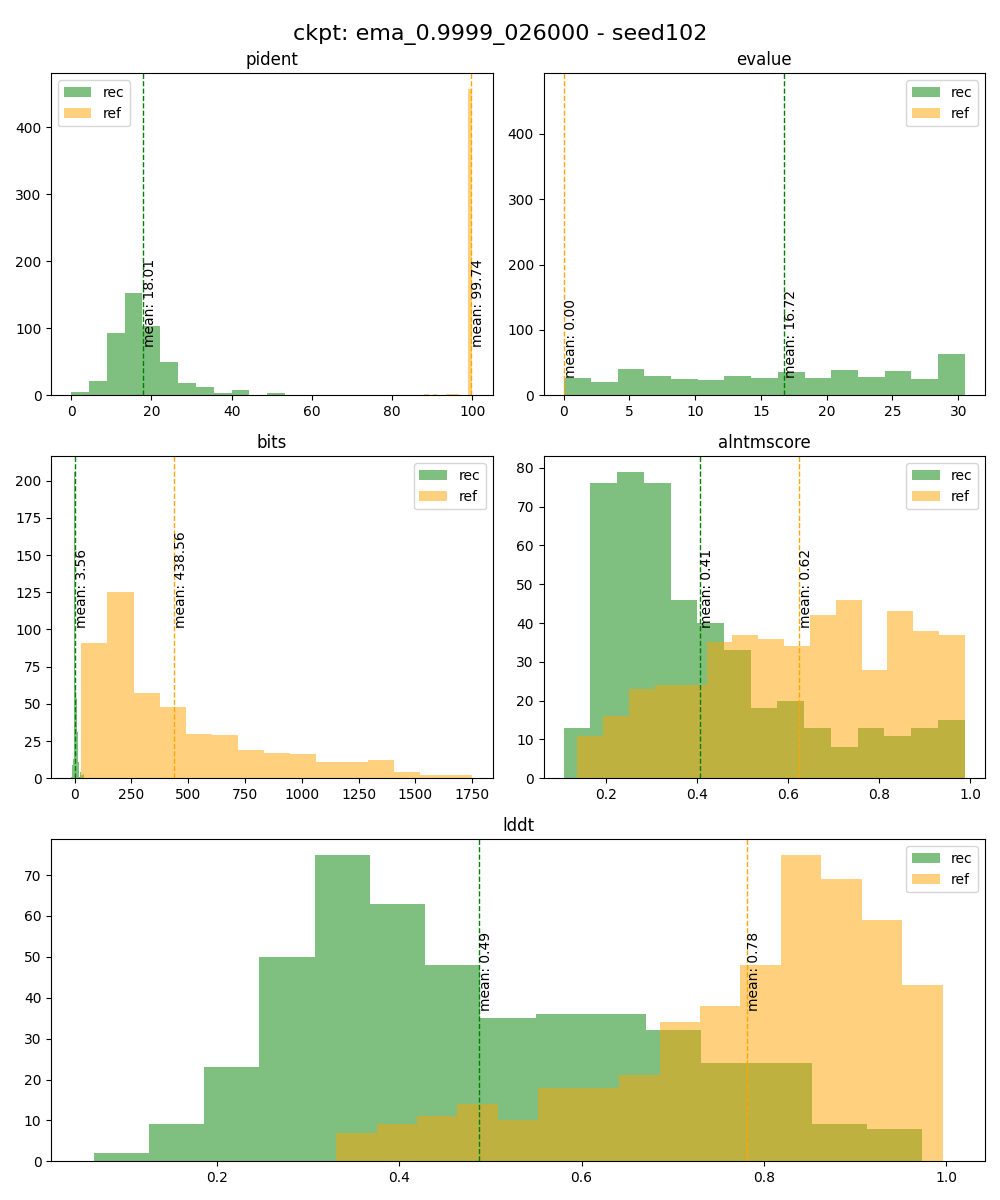 ckpt: ema_0.9999_026000 - seed102
pident
rec
ref
mean: 18.01
mean: 99.74
0
100
200
300
400
0
20
40
60
80
100
evalue
rec
ref
mean: 0.00
mean: 16.72
0
100
200
300
400
0
5
10
15
20
25
30
bits
rec
ref
mean: 3.56
mean: 438.56
0
25
50
75
100
125
150
175
200
0
250
500
750
1000
1250
1500
1750
alntmscore
rec
ref
mean: 0.41
mean: 0.62
0
10
20
30
40
50
60
70
80
0.2
0.4
0.6
0.8
1.0
lddt
rec
ref
mean: 0.49
mean: 0.78
0
10
20
30
40
50
60
70
0.2
0.4
0.6
0.8
1.0